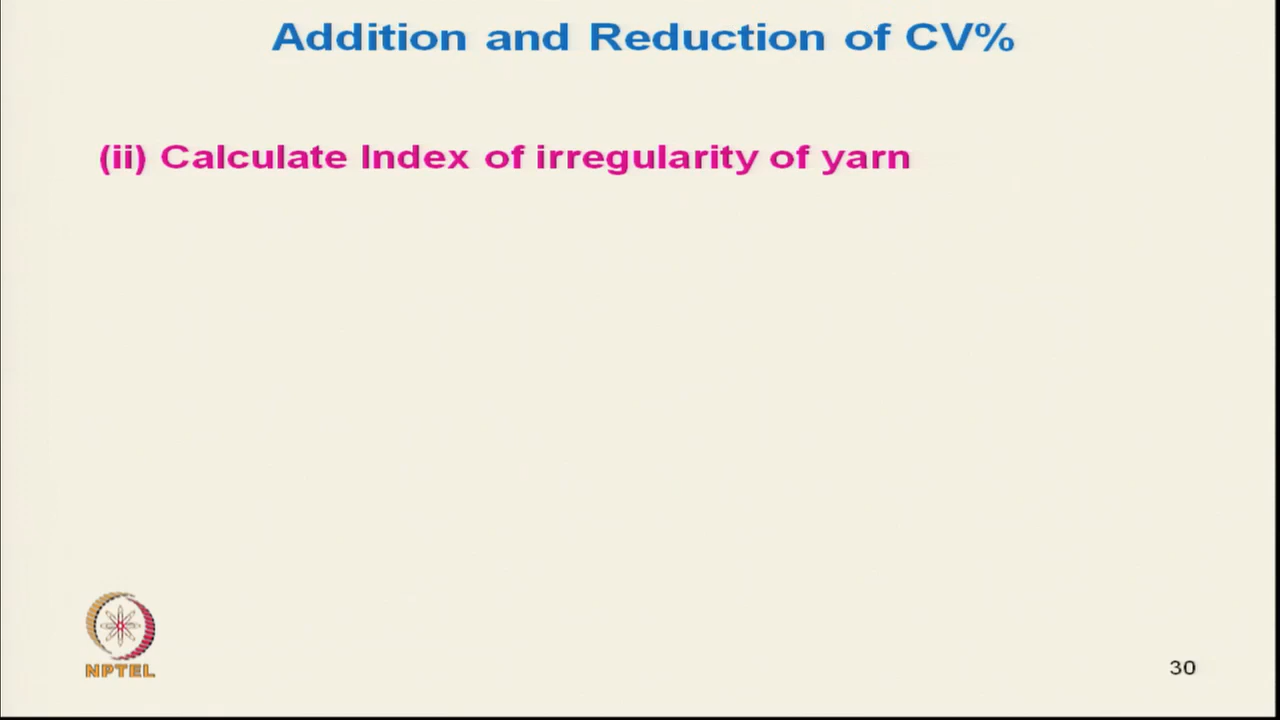 Addition and Reduction of CV%
(ii) Calculate Index of irregularity of yarn
NPTEL
30